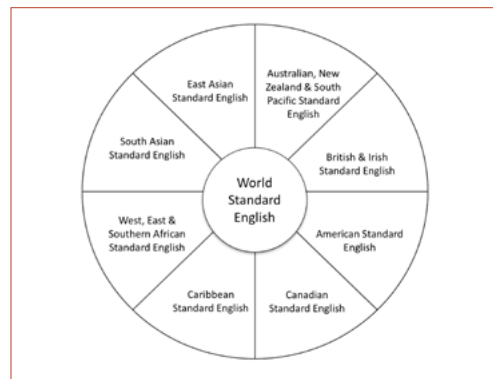 East Asian
Standard English
Australian, New
Zealand & South
Pacific Standard
English
South Asian
Standard English
British & Irish
Standard English
World
Standard
English
West, East &
Southern African
Standard English
American Standard
English
Caribbean
Standard English
Canadian
Standard English